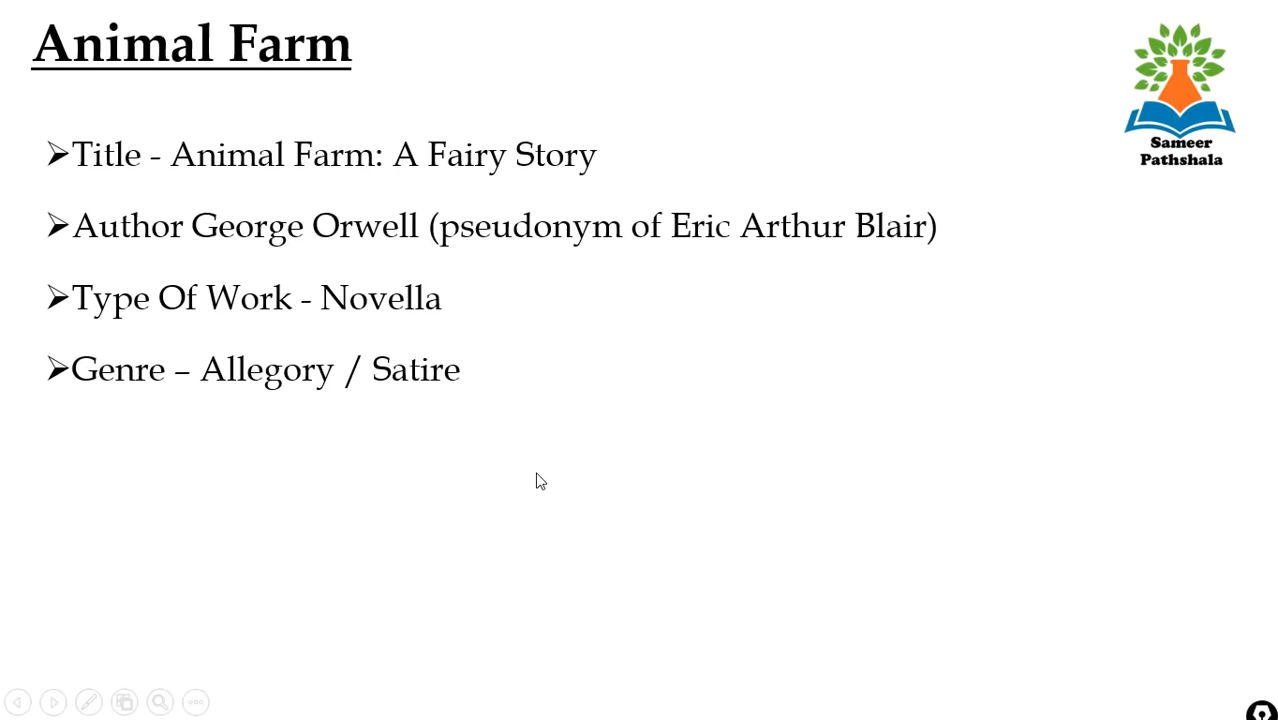 Animal Farm
Sameer
Pathshala
➢Title - Animal Farm: A Fairy Story
➢Author George Orwell (pseudonym of Eric Arthur Blair)
➢Type Of Work - Novella
➢Genre – Allegory / Satire